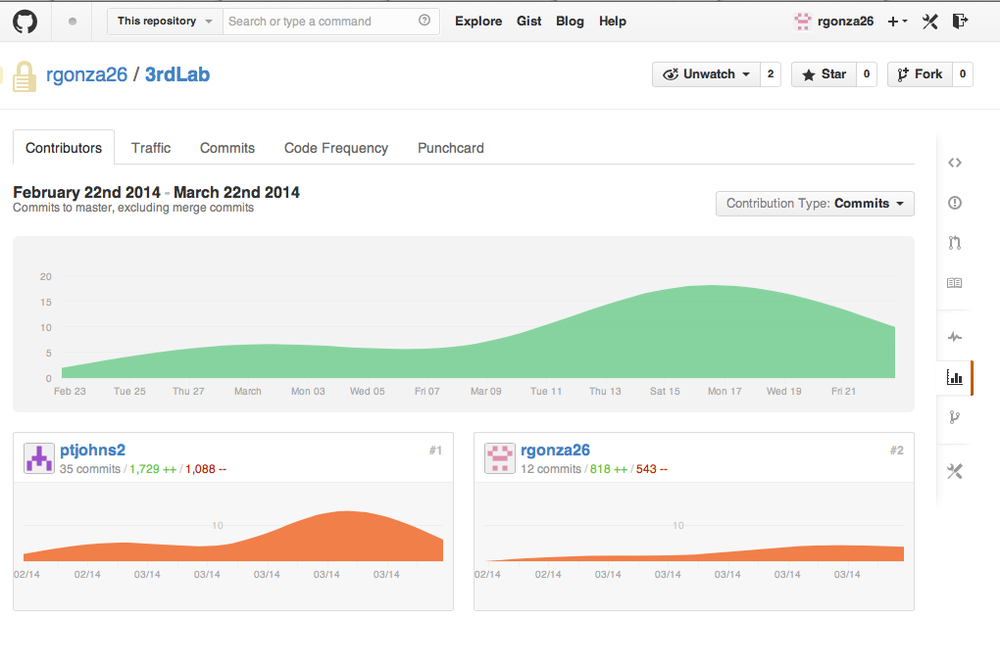 This repository Search or type a command Explore Gist Blog Help rgonza26
rgonza26 / 3rdLab Unwatch 2 Star 0 Fork 0
Contributors Traffic Commits Code Frequency Punchcard
February 22nd 2014 - March 22nd 2014
Commits to master, excluding merge commits
Contribution Type: Commits
20
15
10
5
0
Feb 23 Tue 25 Thu 27 March Mon 03 Wed 05 Fri 07 Mar 09 Tue 11 Thu 13 Sat 15 Mon 17 Wed 19 Fri 21
ptjohns2 #1
35 commits / 1,729 ++ / 1,088 --
10
02/14 02/14 03/14 03/14 03/14 03/14 03/14
rgonza26 #2
12 commits / 818 ++ / 543 --
10
02/14 02/14 03/14 03/14 03/14 03/14 03/14